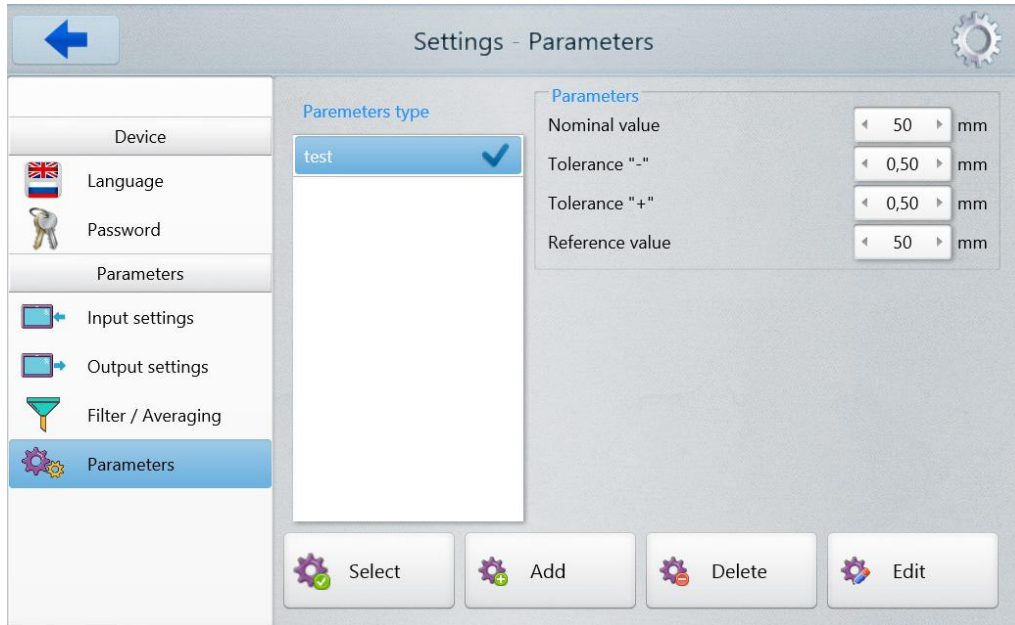 Settings - Parameters
Device
Language
Password
Parameters
Input settings
Output settings
Filter / Averaging
Parameters
Paremeters type
test
Parameters
Nominal value 50 mm
Tolerance "-" 0,50 mm
Tolerance "+" 0,50 mm
Reference value 50 mm
Select Add Delete Edit